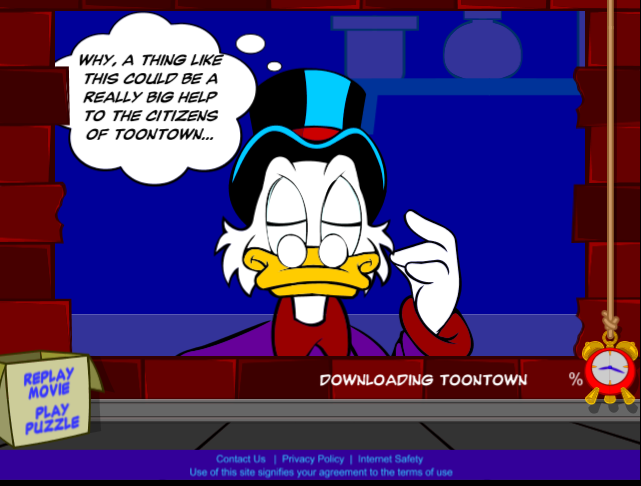 WHY, A THING LIKE
THIS COULD BE A
REALLY BIG HELP
TO THE CITIZENS
OF TOONTOWN...
DOWNLOADING TOONTOWN %
REPLAY
MOVIE
PLAY
PUZZLE
Contact Us | Privacy Policy | Internet Safety
Use of this site signifies your agreement to the terms of use